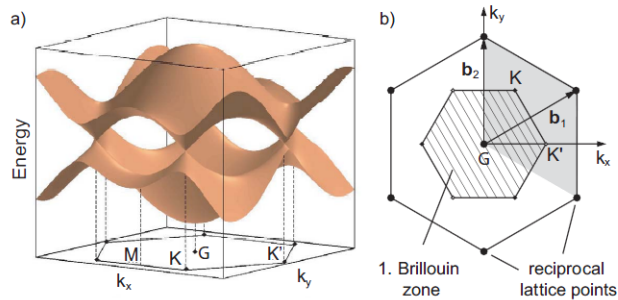 a)
Energy
M
K
G
K'
kx
ky
b)
ky
b2
K
b1
G
K'
kx
1. Brillouin
zone
reciprocal
lattice points